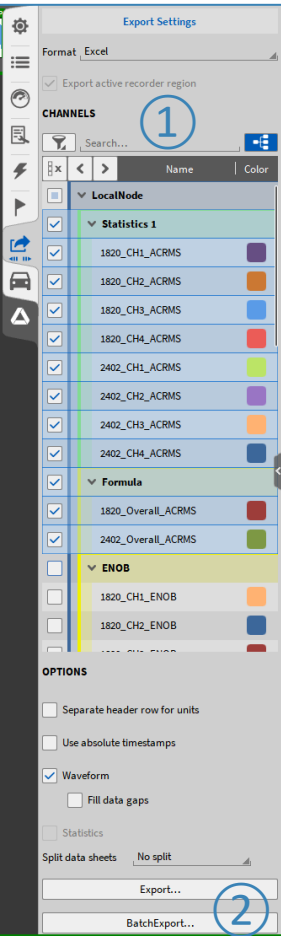 Export Settings
Format Excel
Export active recorder region
CHANNELS
1
Search...
x < > Name Color
LocalNode
Statistics 1
1820_CH1_ACRMS
1820_CH2_ACRMS
1820_CH3_ACRMS
1820_CH4_ACRMS
2402_CH1_ACRMS
2402_CH2_ACRMS
2402_CH3_ACRMS
2402_CH4_ACRMS
Formula
1820_Overall_ACRMS
2402_Overall_ACRMS
ENOB
1820_CH1_ENOB
1820_CH2_ENOB
OPTIONS
Separate header row for units
Use absolute timestamps
Waveform
Fill data gaps
Statistics
Split data sheets No split
Export...
2
BatchExport...